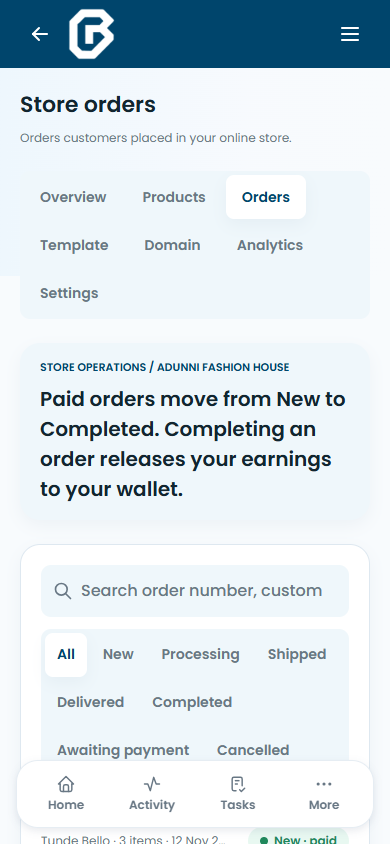 Store orders
Orders customers placed in your online store.
Overview Products Orders
Template Domain Analytics
Settings
STORE OPERATIONS / ADUNNI FASHION HOUSE
Paid orders move from New to
Completed. Completing an
order releases your earnings
to your wallet.
Search order number, custom
All New Processing Shipped
Delivered Completed
Awaiting payment Cancelled
Home Activity Tasks More
Tunde Bello · 3 items · 12 Nov 2... New · paid